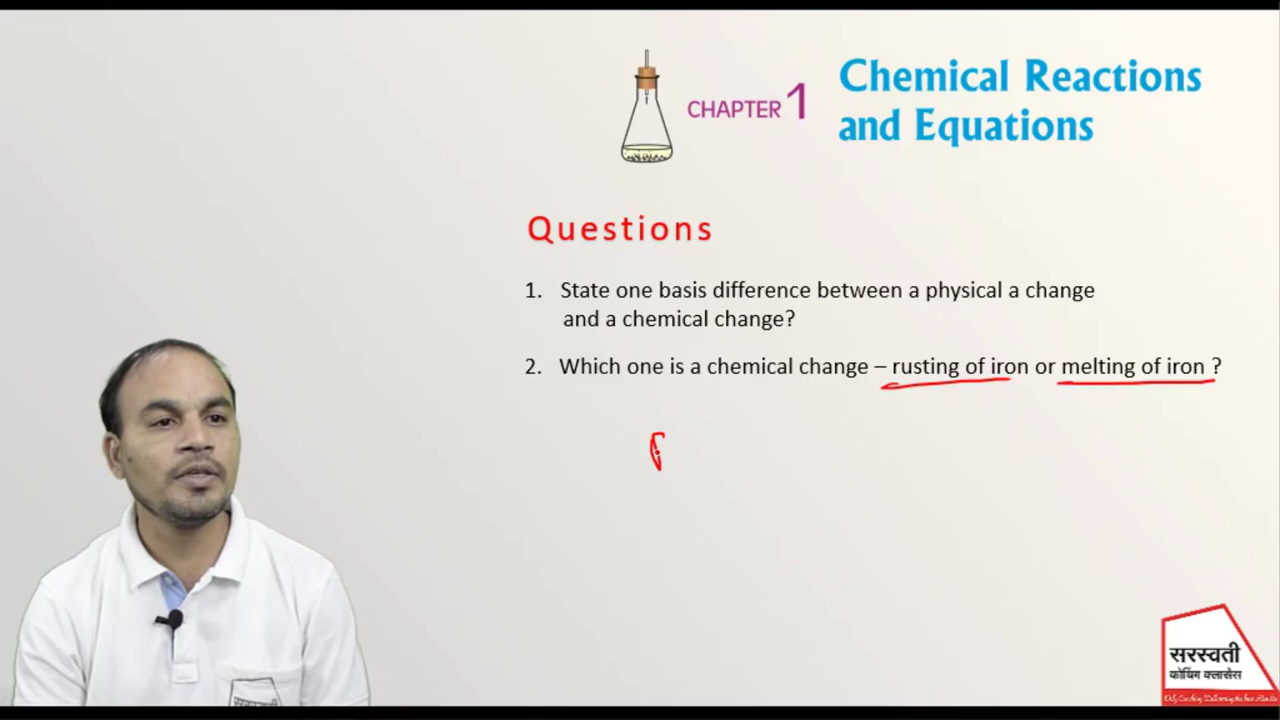 CHAPTER 1
Chemical Reactions
and Equations
Questions
1. State one basis difference between a physical a change
and a chemical change?
2. Which one is a chemical change – rusting of iron or melting of iron ?
सरस्वती
कोचिंग क्लासेस